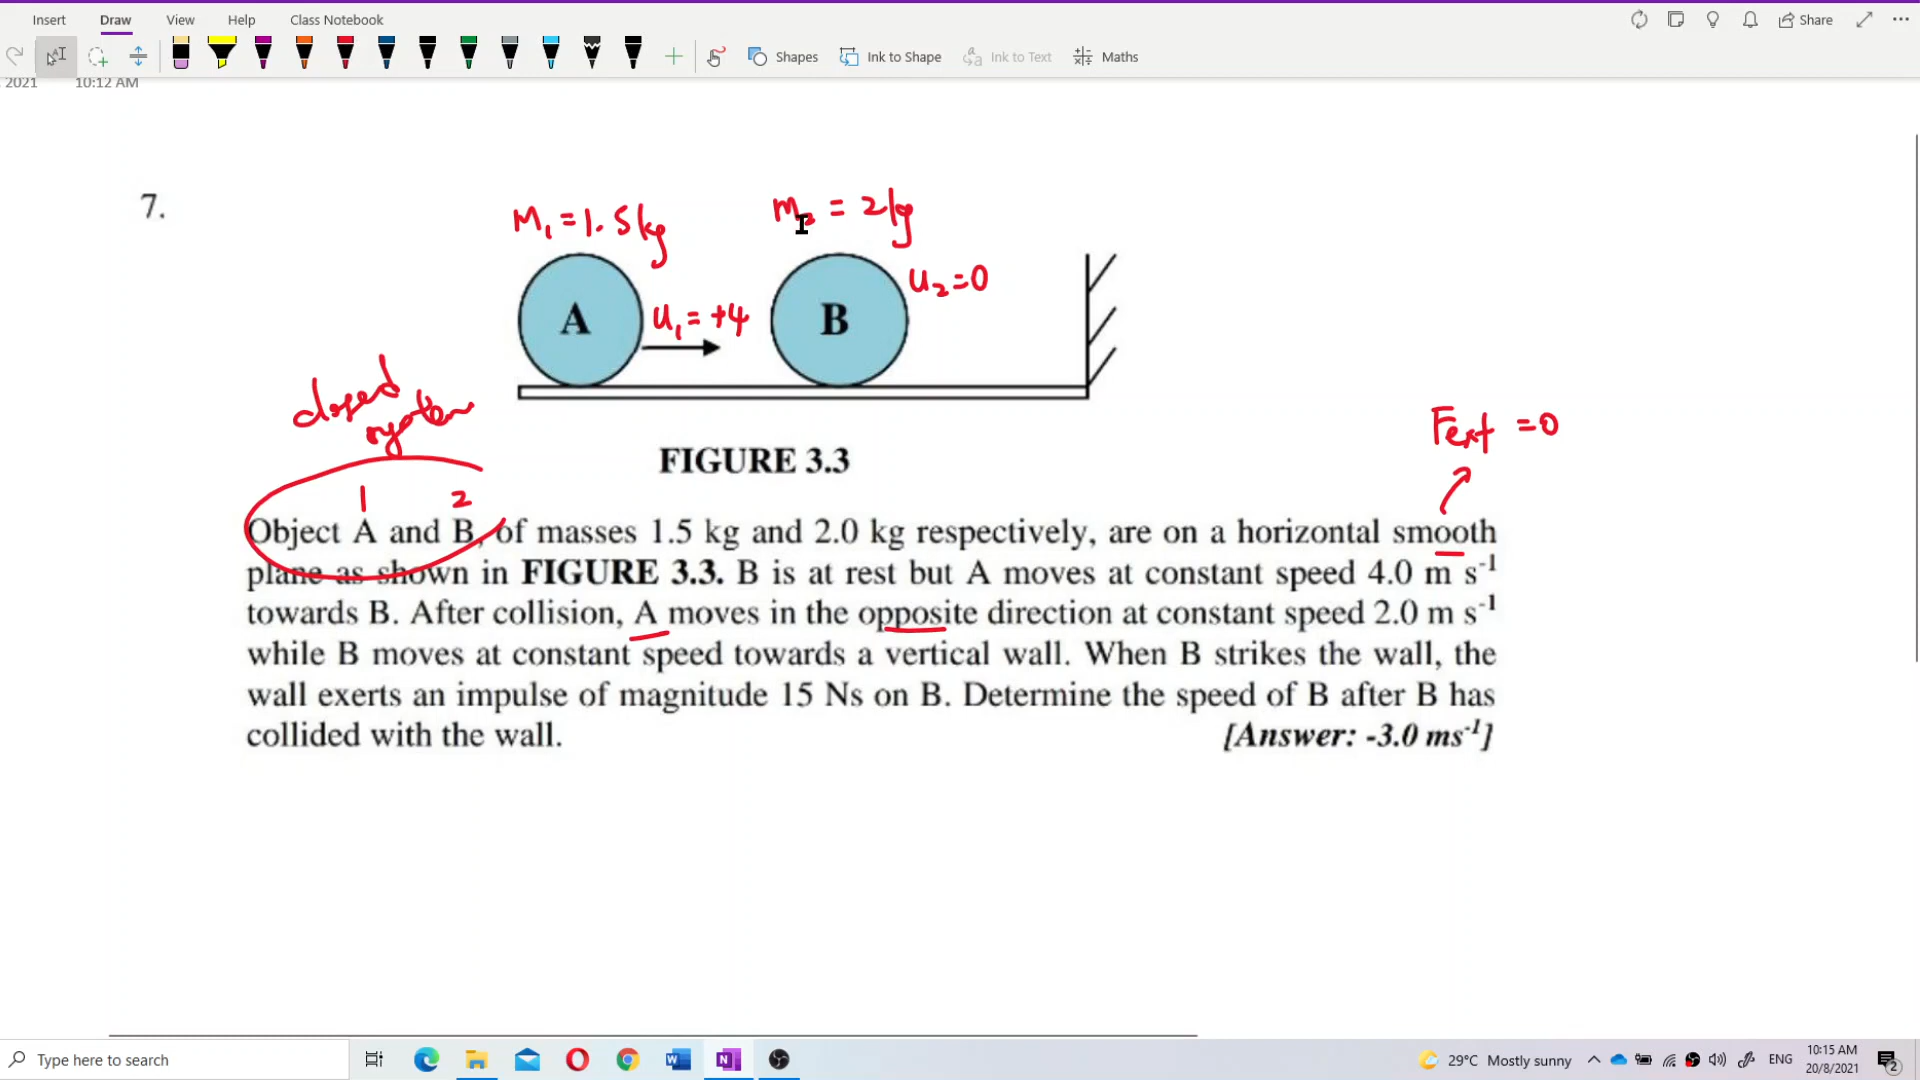 Insert Draw View Help Class Notebook Share
Shapes Ink to Shape Ink to Text Maths
2021 10:12 AM
7.
M₁ = 1.5kg
m₂ = 2kg
u₂=0
A
u₁ = +4
B
closed
system
Fext = 0
FIGURE 3.3
1 2
Object A and B, of masses 1.5 kg and 2.0 kg respectively, are on a horizontal smooth
plane as shown in FIGURE 3.3. B is at rest but A moves at constant speed 4.0 m s⁻¹
towards B. After collision, A moves in the opposite direction at constant speed 2.0 m s⁻¹
while B moves at constant speed towards a vertical wall. When B strikes the wall, the
wall exerts an impulse of magnitude 15 Ns on B. Determine the speed of B after B has
collided with the wall. [Answer: -3.0 ms⁻¹]
Type here to search
29°C Mostly sunny
ENG
10:15 AM
20/8/2021
2